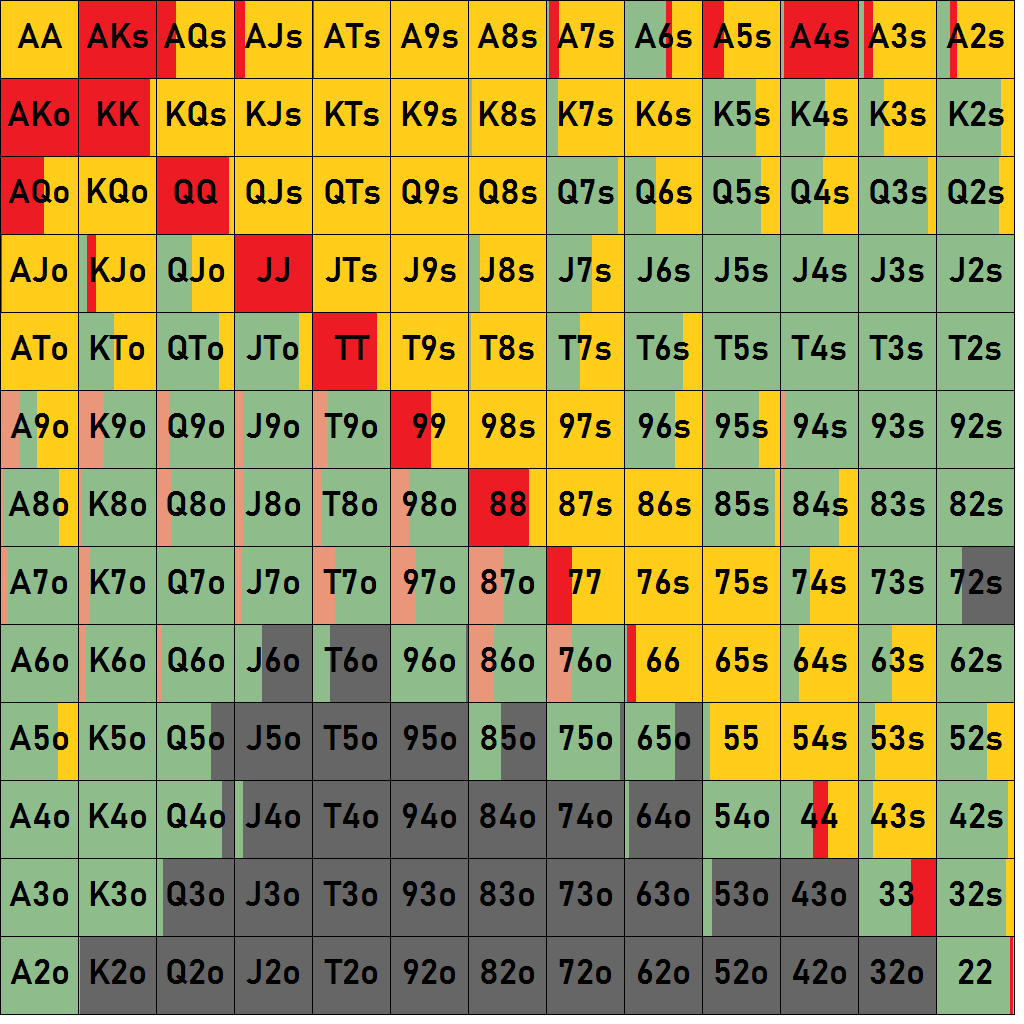 AA AKs AQs AJs ATs A9s A8s A7s A6s A5s A4s A3s A2s
AKo KK KQs KJs KTs K9s K8s K7s K6s K5s K4s K3s K2s
AQo KQo QQ QJs QTs Q9s Q8s Q7s Q6s Q5s Q4s Q3s Q2s
AJo KJo QJo JJ JTs J9s J8s J7s J6s J5s J4s J3s J2s
ATo KTo QTo JTo TT T9s T8s T7s T6s T5s T4s T3s T2s
A9o K9o Q9o J9o T9o 99 98s 97s 96s 95s 94s 93s 92s
A8o K8o Q8o J8o T8o 98o 88 87s 86s 85s 84s 83s 82s
A7o K7o Q7o J7o T7o 97o 87o 77 76s 75s 74s 73s 72s
A6o K6o Q6o J6o T6o 96o 86o 76o 66 65s 64s 63s 62s
A5o K5o Q5o J5o T5o 95o 85o 75o 65o 55 54s 53s 52s
A4o K4o Q4o J4o T4o 94o 84o 74o 64o 54o 44 43s 42s
A3o K3o Q3o J3o T3o 93o 83o 73o 63o 53o 43o 33 32s
A2o K2o Q2o J2o T2o 92o 82o 72o 62o 52o 42o 32o 22